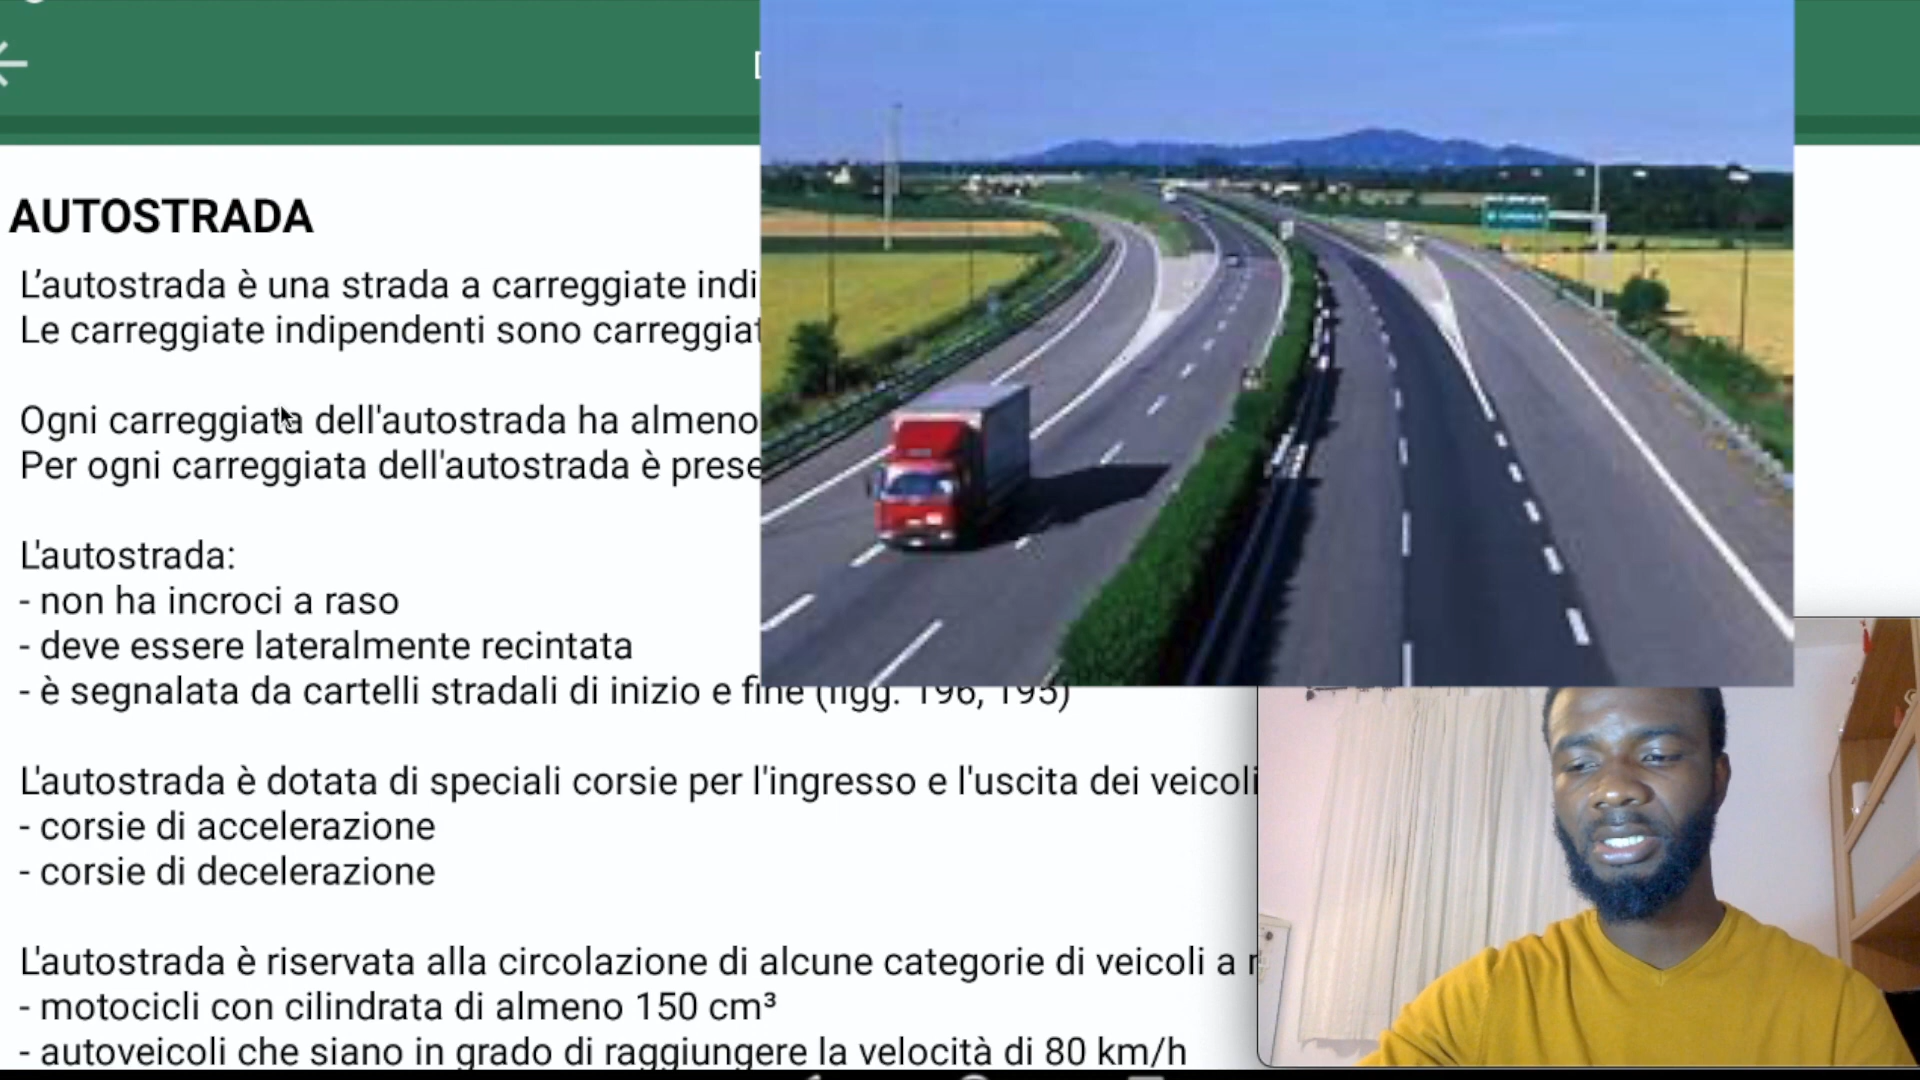 AUTOSTRADA
L'autostrada è una strada a carreggiate indi
Le carreggiate indipendenti sono carreggiat
Ogni carreggiata dell'autostrada ha almeno
Per ogni carreggiata dell'autostrada è prese
L'autostrada:
- non ha incroci a raso
- deve essere lateralmente recintata
- è segnalata da cartelli stradali di inizio e fine (figg. 196, 195)
L'autostrada è dotata di speciali corsie per l'ingresso e l'uscita dei veicoli
- corsie di accelerazione
- corsie di decelerazione
L'autostrada è riservata alla circolazione di alcune categorie di veicoli a
- motocicli con cilindrata di almeno 150 cm³
- autoveicoli che siano in grado di raggiungere la velocità di 80 km/h